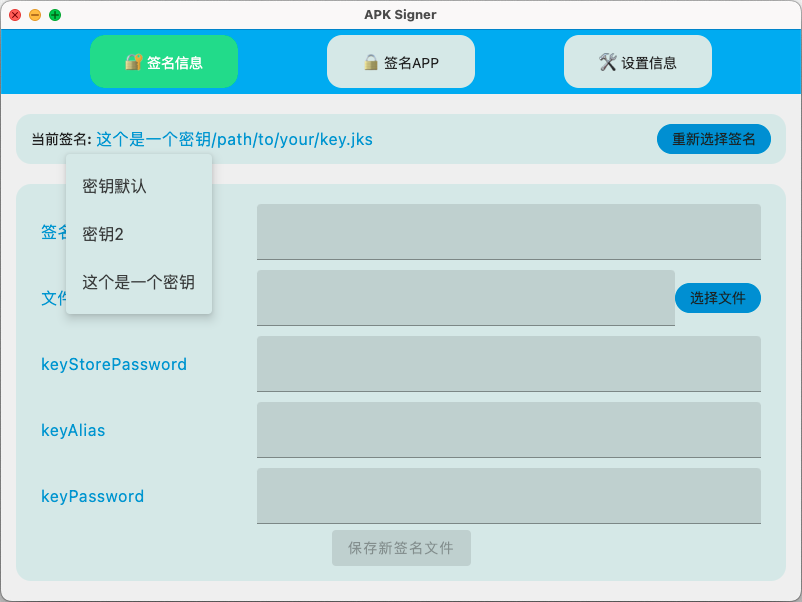 APK Signer
签名信息
签名APP
设置信息
当前签名: 这个是一个密钥/path/to/your/key.jks
重新选择签名
密钥默认
签名
密钥2
这个是一个密钥
文件
选择文件
keyStorePassword
keyAlias
keyPassword
保存新签名文件